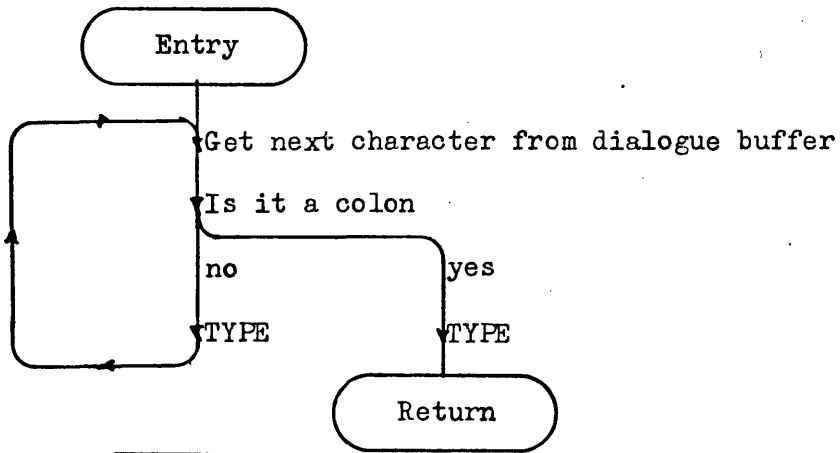 Entry
Get next character from dialogue buffer
Is it a colon
no
yes
TYPE
TYPE
Return